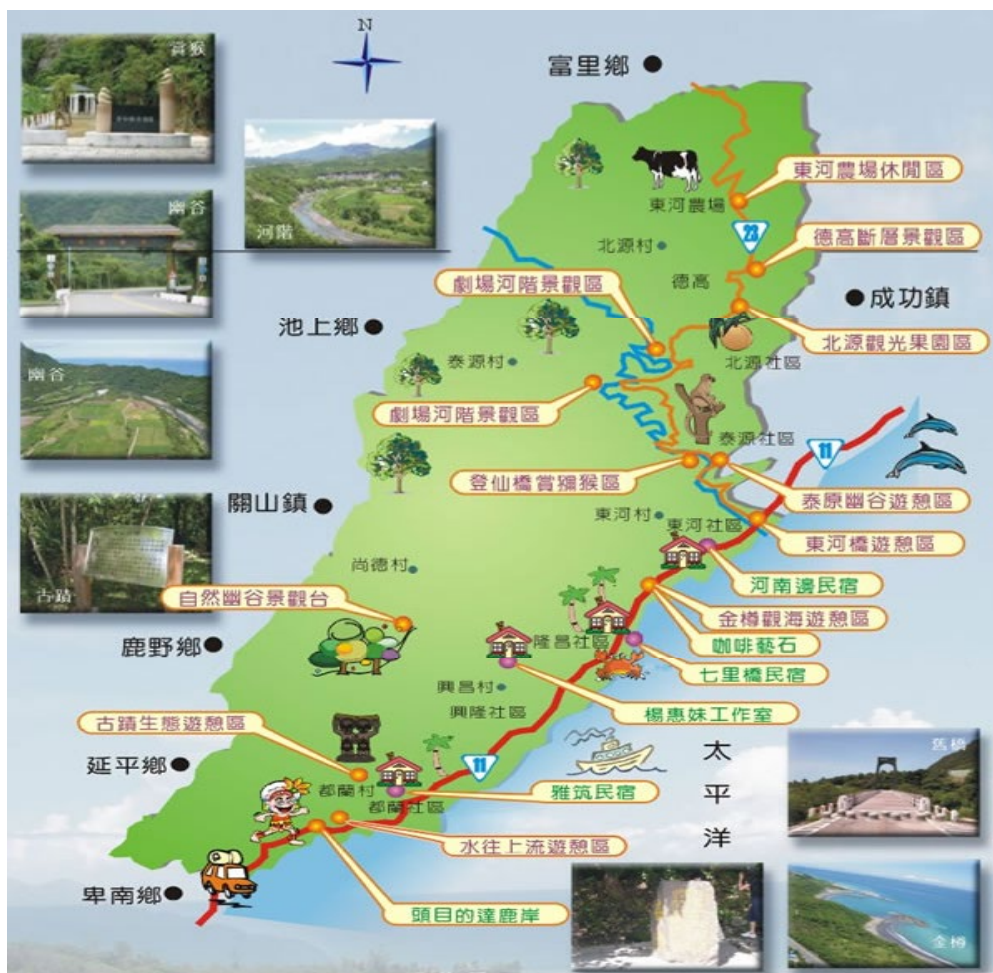 N
富里鄉
賞猴
河階
幽谷
幽谷
古蹟
東河農場休閒區
東河農場
23
德高斷層景觀區
北源村
德高
劇場河階景觀區
成功鎮
池上鄉
北源觀光果園區
北源社區
泰源村
劇場河階景觀區
泰源社區
11
登仙橋賞獼猴區
泰原幽谷遊憩區
關山鎮
東河村
東河社區
東河橋遊憩區
尚德村
河南邊民宿
自然幽谷景觀台
金樽觀海遊憩區
鹿野鄉
隆昌社區
咖啡藝石
七里橋民宿
興昌村
楊惠妹工作室
興隆社區
古蹟生態遊憩區
太平洋
舊橋
延平鄉
11
都蘭村
都蘭社區
雅筑民宿
水往上流遊憩區
卑南鄉
頭目的達鹿岸
金樽